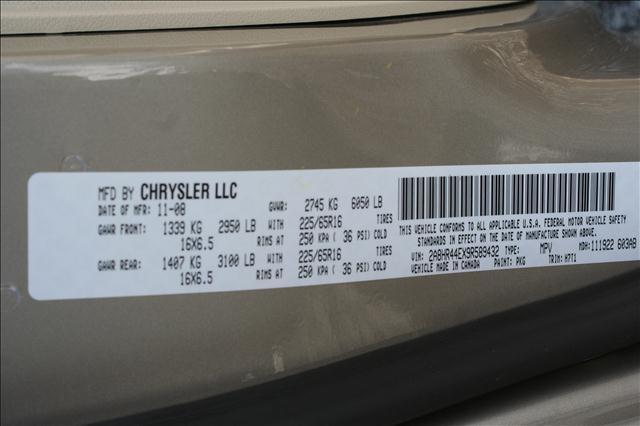 MFD BY CHRYSLER LLC
DATE OF MFR: 11-08 GVWR: 2745 KG 6050 LB
GAWR FRONT: 1339 KG 2950 LB WITH 225/65R16 TIRES
16X6.5 RIMS AT 250 KPA ( 36 PSI) COLD
GAWR REAR: 1407 KG 3100 LB WITH 225/65R16 TIRES
16X6.5 RIMS AT 250 KPA ( 36 PSI) COLD
THIS VEHICLE CONFORMS TO ALL APPLICABLE U.S.A. FEDERAL MOTOR VEHICLE SAFETY
STANDARDS IN EFFECT ON THE DATE OF MANUFACTURE SHOWN ABOVE.
VIN: 2A8HR44EX9R589432 TYPE: MPV MDH: 111922
VEHICLE MADE IN CANADA PAINT: PKG TRIM: H7T1